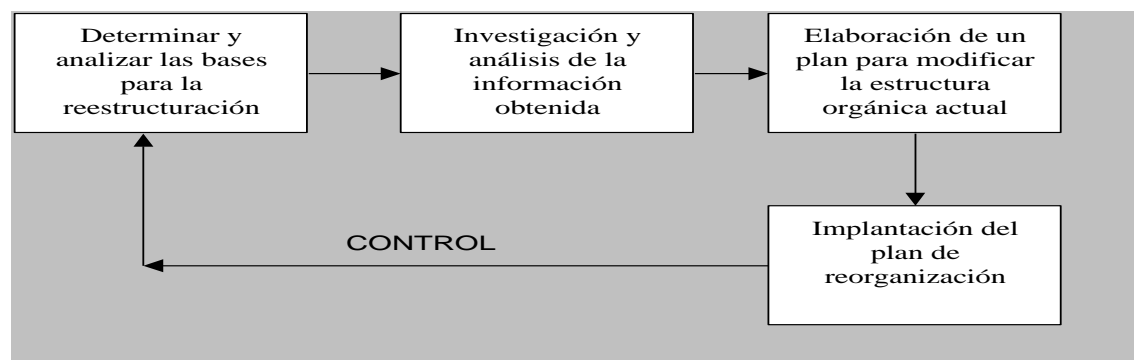 Determinar y
analizar las bases
para la
reestructuración
Investigación y
análisis de la
información
obtenida
Elaboración de un
plan para modificar
la estructura
orgánica actual
Implantación del
plan de
reorganización
CONTROL